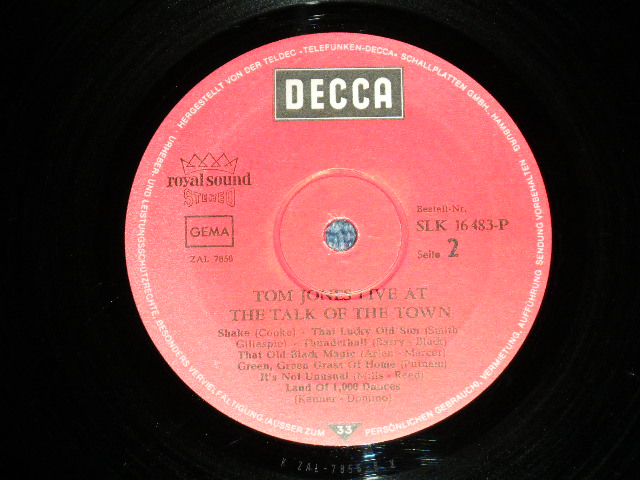 URHEBER- UND LEISTUNGSSCHUTZRECHTE, BESONDERS VERVIELFÄLTIGUNG (AUSSER ZUM PERSÖNLICHEN GEBRAUCH), VERMIETUNG, AUFFÜHRUNG, SENDUNG VORBEHALTEN · HERGESTELLT VON DER TELDEC »TELEFUNKEN-DECCA« SCHALLPLATTEN GMBH, HAMBURG
DECCA
royal sound
STEREO
GEMA
ZAL 7856
Bestell-Nr.
SLK 16 483-P
Seite 2
TOM JONES LIVE AT
THE TALK OF THE TOWN
Shake (Cooke) - That Lucky Old Sun (Smith
Gillespie) - Thunderball (Barry - Black)
That Old Black Magic (Arlen - Mercer)
Green, Green Grass Of Home (Putnam)
It's Not Unusual (Mills - Reed)
Land Of 1,000 Dances
(Kenner - Domino)
33